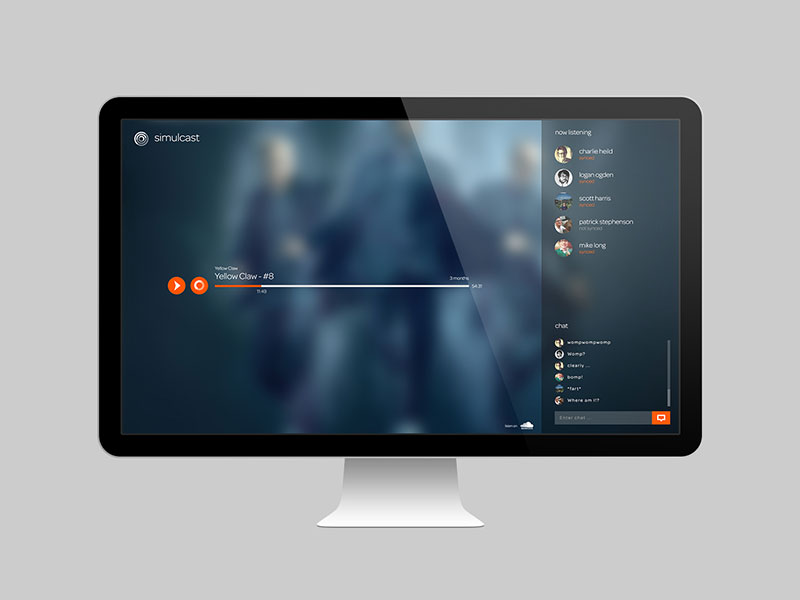 simulcast
Yellow Claw
Yellow Claw - #8
3 months
11:43
54:31
listen on
now listening
charlie heild
synced
logan ogden
synced
scott harris
synced
patrick stephenson
not synced
mike long
synced
chat
wompwompwomp
Womp?
clearly ...
bomp!
*fart*
Where am I!?
Enter chat ...